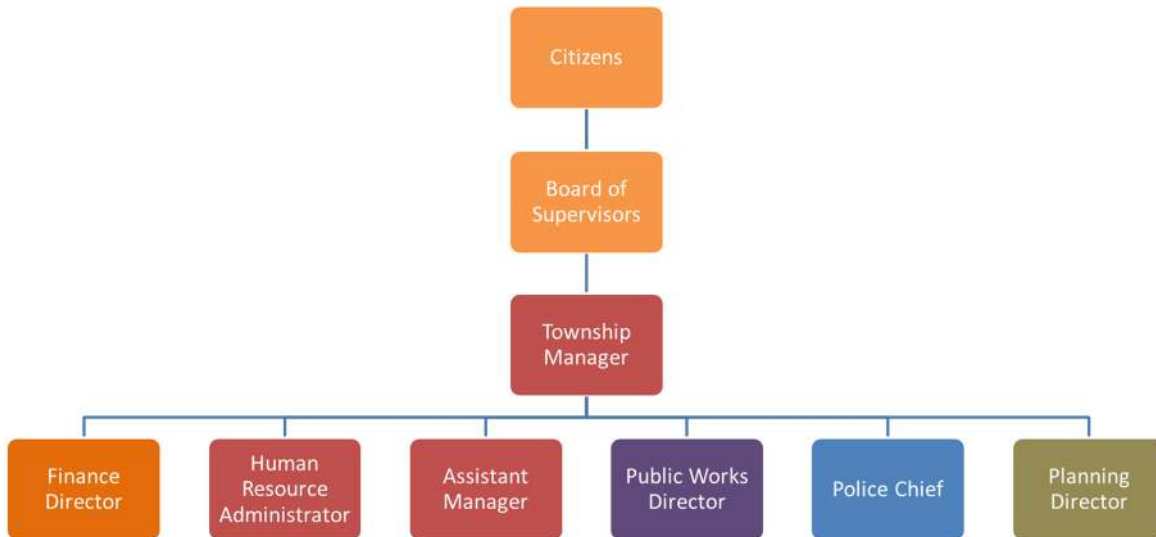 Citizens
Board of
Supervisors
Township
Manager
Finance
Director
Human
Resource
Administrator
Assistant
Manager
Public Works
Director
Police Chief
Planning
Director